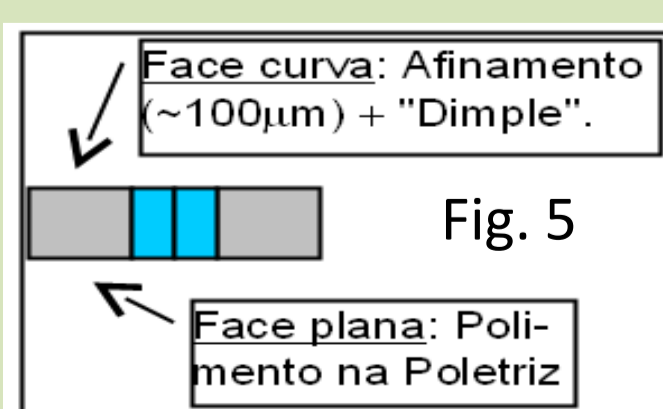 Face curva: Afinamento
(~100μm) + "Dimple".
Fig. 5
Face plana: Poli-
mento na Poletriz